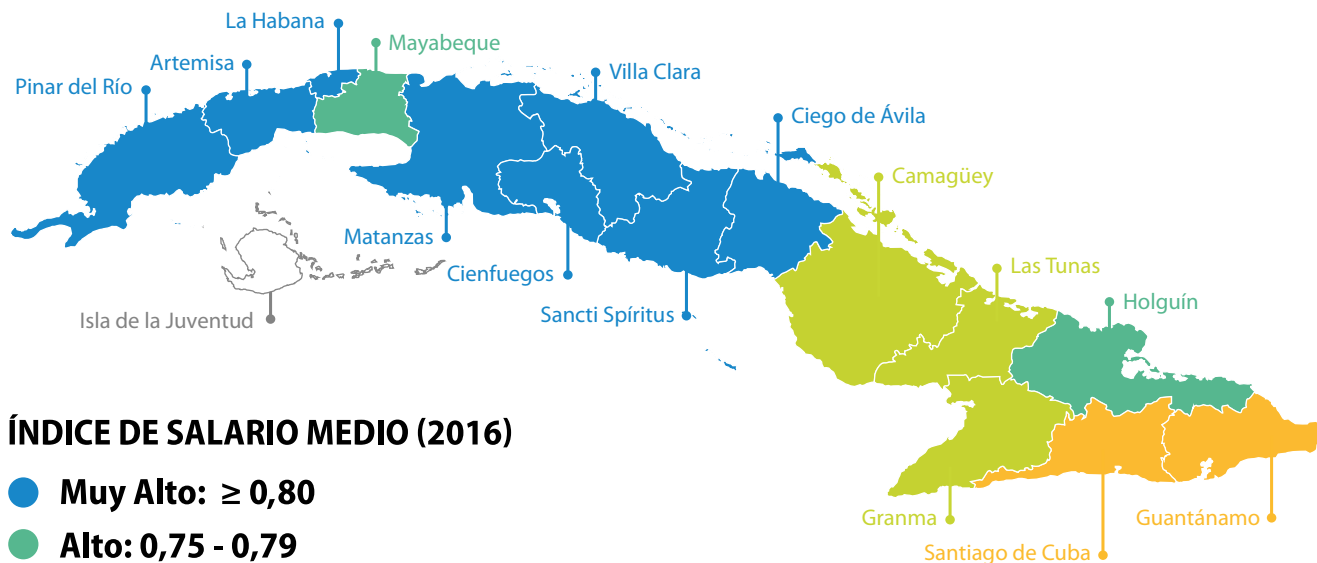 La Habana
Mayabeque
Artemisa
Villa Clara
Pinar del Río
Ciego de Ávila
Camagüey
Matanzas
Cienfuegos
Las Tunas
Holguín
Sancti Spíritus
Isla de la Juventud
ÍNDICE DE SALARIO MEDIO (2016)
Muy Alto: ≥ 0,80
Alto: 0,75 - 0,79
Granma
Guantánamo
Santiago de Cuba